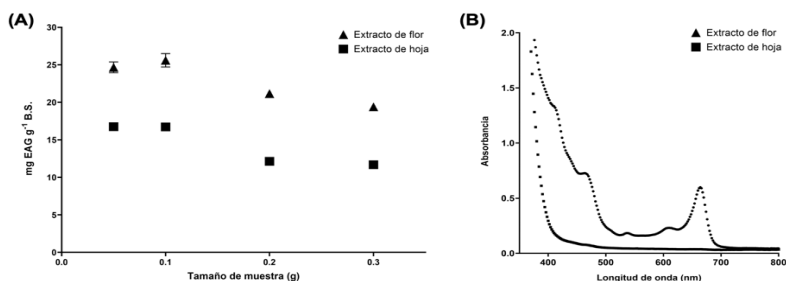 (A)
Extracto de flor
Extracto de hoja
mg EAG g⁻¹ B.S.
30
25
20
15
10
5
0
0.0
0.1
0.2
0.3
Tamaño de muestra (g)
(B)
Extracto de flor
Extracto de hoja
Absorbancia
2.0
1.5
1.0
0.5
0.0
400
500
600
700
800
Longitud de onda (nm)